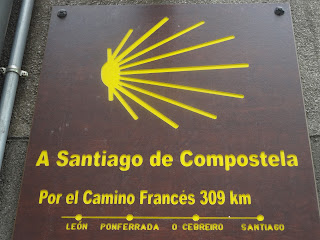 A Santiago de Compostela
Por el Camino Francés 309 km
LEÓN PONFERRADA O CEBREIRO SANTIAGO